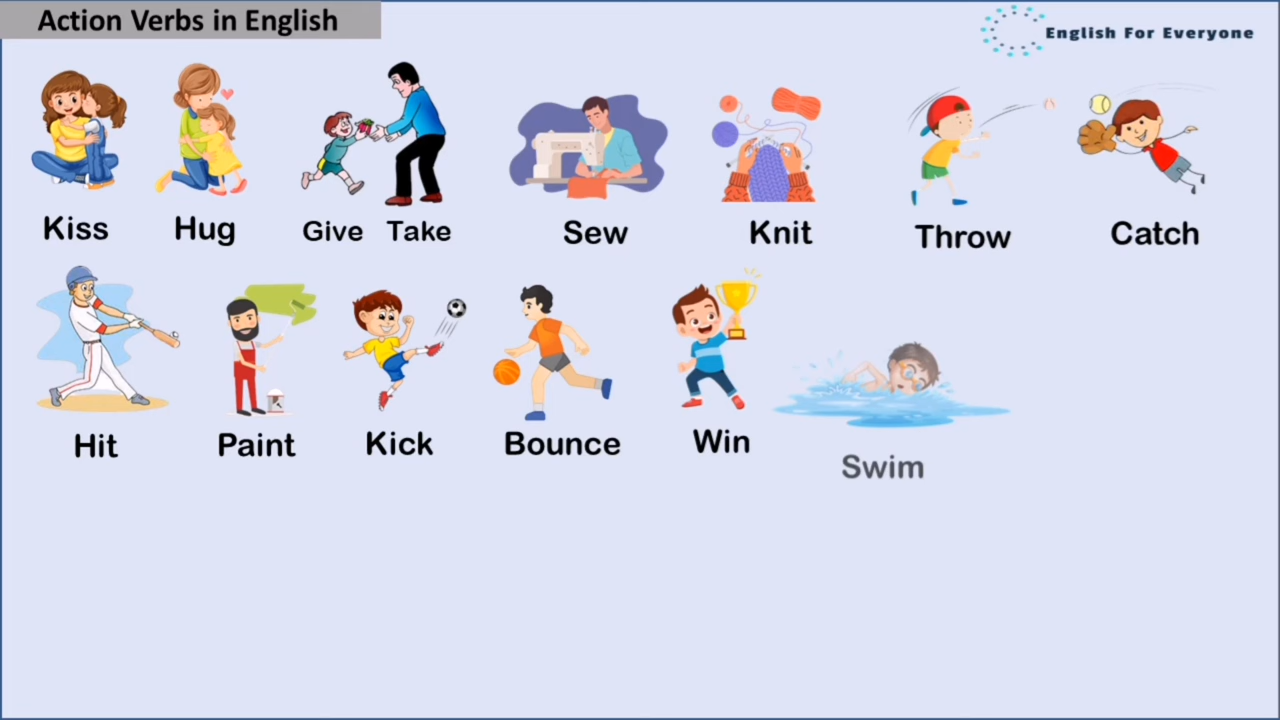 Action Verbs in English
English For Everyone
Kiss Hug Give Take Sew Knit Throw Catch
Hit Paint Kick Bounce Win Swim